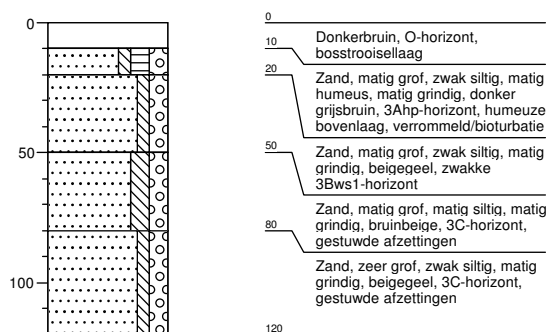 0
50
100
0
Donkerbruin, O-horizont,
bosstrooisellaag
10
Zand, matig grof, zwak siltig, matig
humeus, matig grindig, donker
grijsbruin, 3Ahp-horizont, humeuze
bovenlaag, verrommeld/bioturbatie
20
Zand, matig grof, zwak siltig, matig
grindig, beigegeel, zwakke
3Bws1-horizont
50
Zand, matig grof, matig siltig, matig
grindig, bruinbeige, 3C-horizont,
gestuwde afzettingen
80
Zand, zeer grof, zwak siltig, matig
grindig, beigegeel, 3C-horizont,
gestuwde afzettingen
120